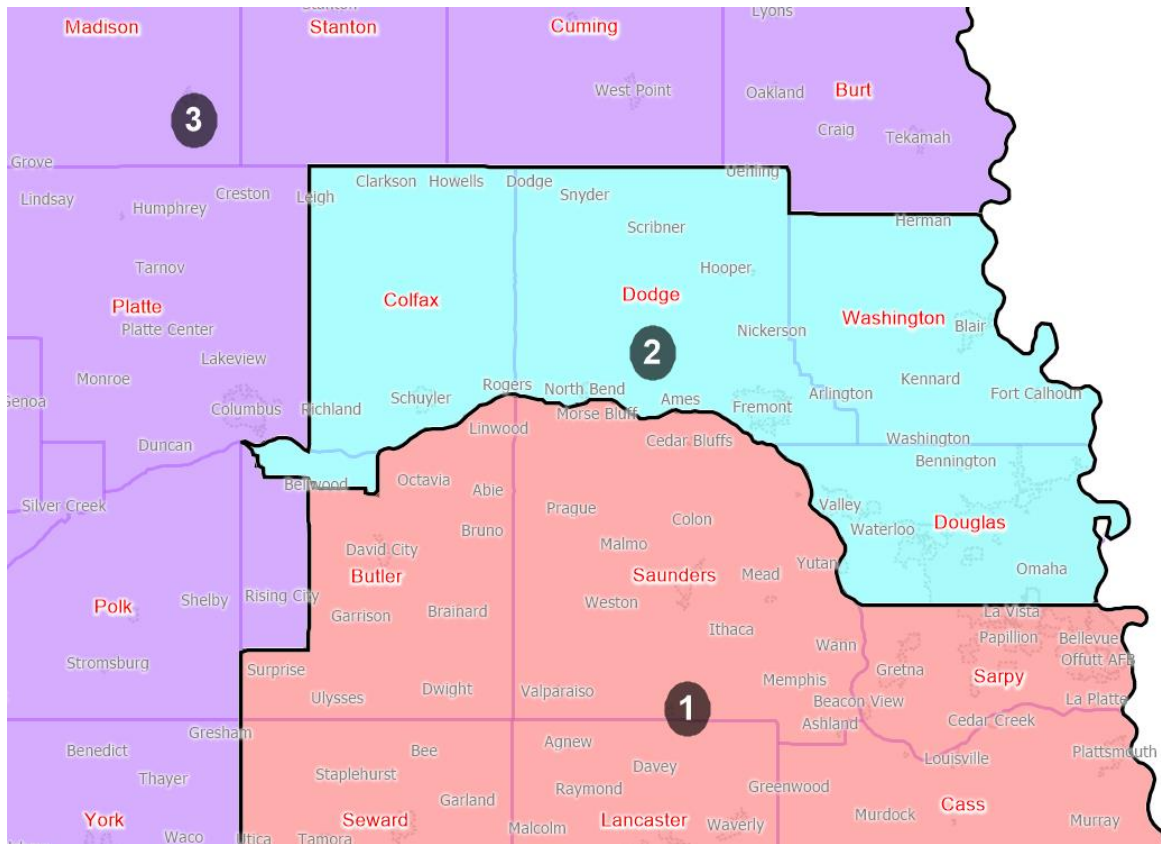 Stanton
Lyons
Madison
Stanton
Cuming
West Point
Oakland
Burt
3
Craig
Tekamah
Grove
Lindsay
Humphrey
Creston
Leigh
Clarkson
Howells
Dodge
Snyder
Uehling
Herman
Scribner
Tarnov
Hooper
Platte
Colfax
Dodge
Washington
Platte Center
Nickerson
Blair
2
Lakeview
Monroe
Kennard
Genoa
Columbus
Richland
Schuyler
Rogers
North Bend
Ames
Fremont
Arlington
Fort Calhoun
Morse Bluff
Duncan
Linwood
Cedar Bluffs
Washington
Bennington
Bellwood
Octavia
Abie
Silver Creek
Prague
Colon
Valley
Waterloo
Douglas
Bruno
Malmo
David City
Butler
Saunders
Mead
Yutan
Omaha
Polk
Shelby
Rising City
Garrison
Brainard
Weston
La Vista
Ithaca
Wann
Papillion
Bellevue
Offutt AFB
Stromsburg
Surprise
Gretna
Sarpy
Ulysses
Dwight
Valparaiso
Memphis
Beacon View
La Platte
1
Ashland
Cedar Creek
Gresham
Benedict
Bee
Agnew
Louisville
Plattsmouth
Thayer
Staplehurst
Davey
Raymond
Greenwood
Garland
Cass
Murdock
Murray
York
Seward
Malcolm
Lancaster
Waverly
Waco
Utica
Tamora